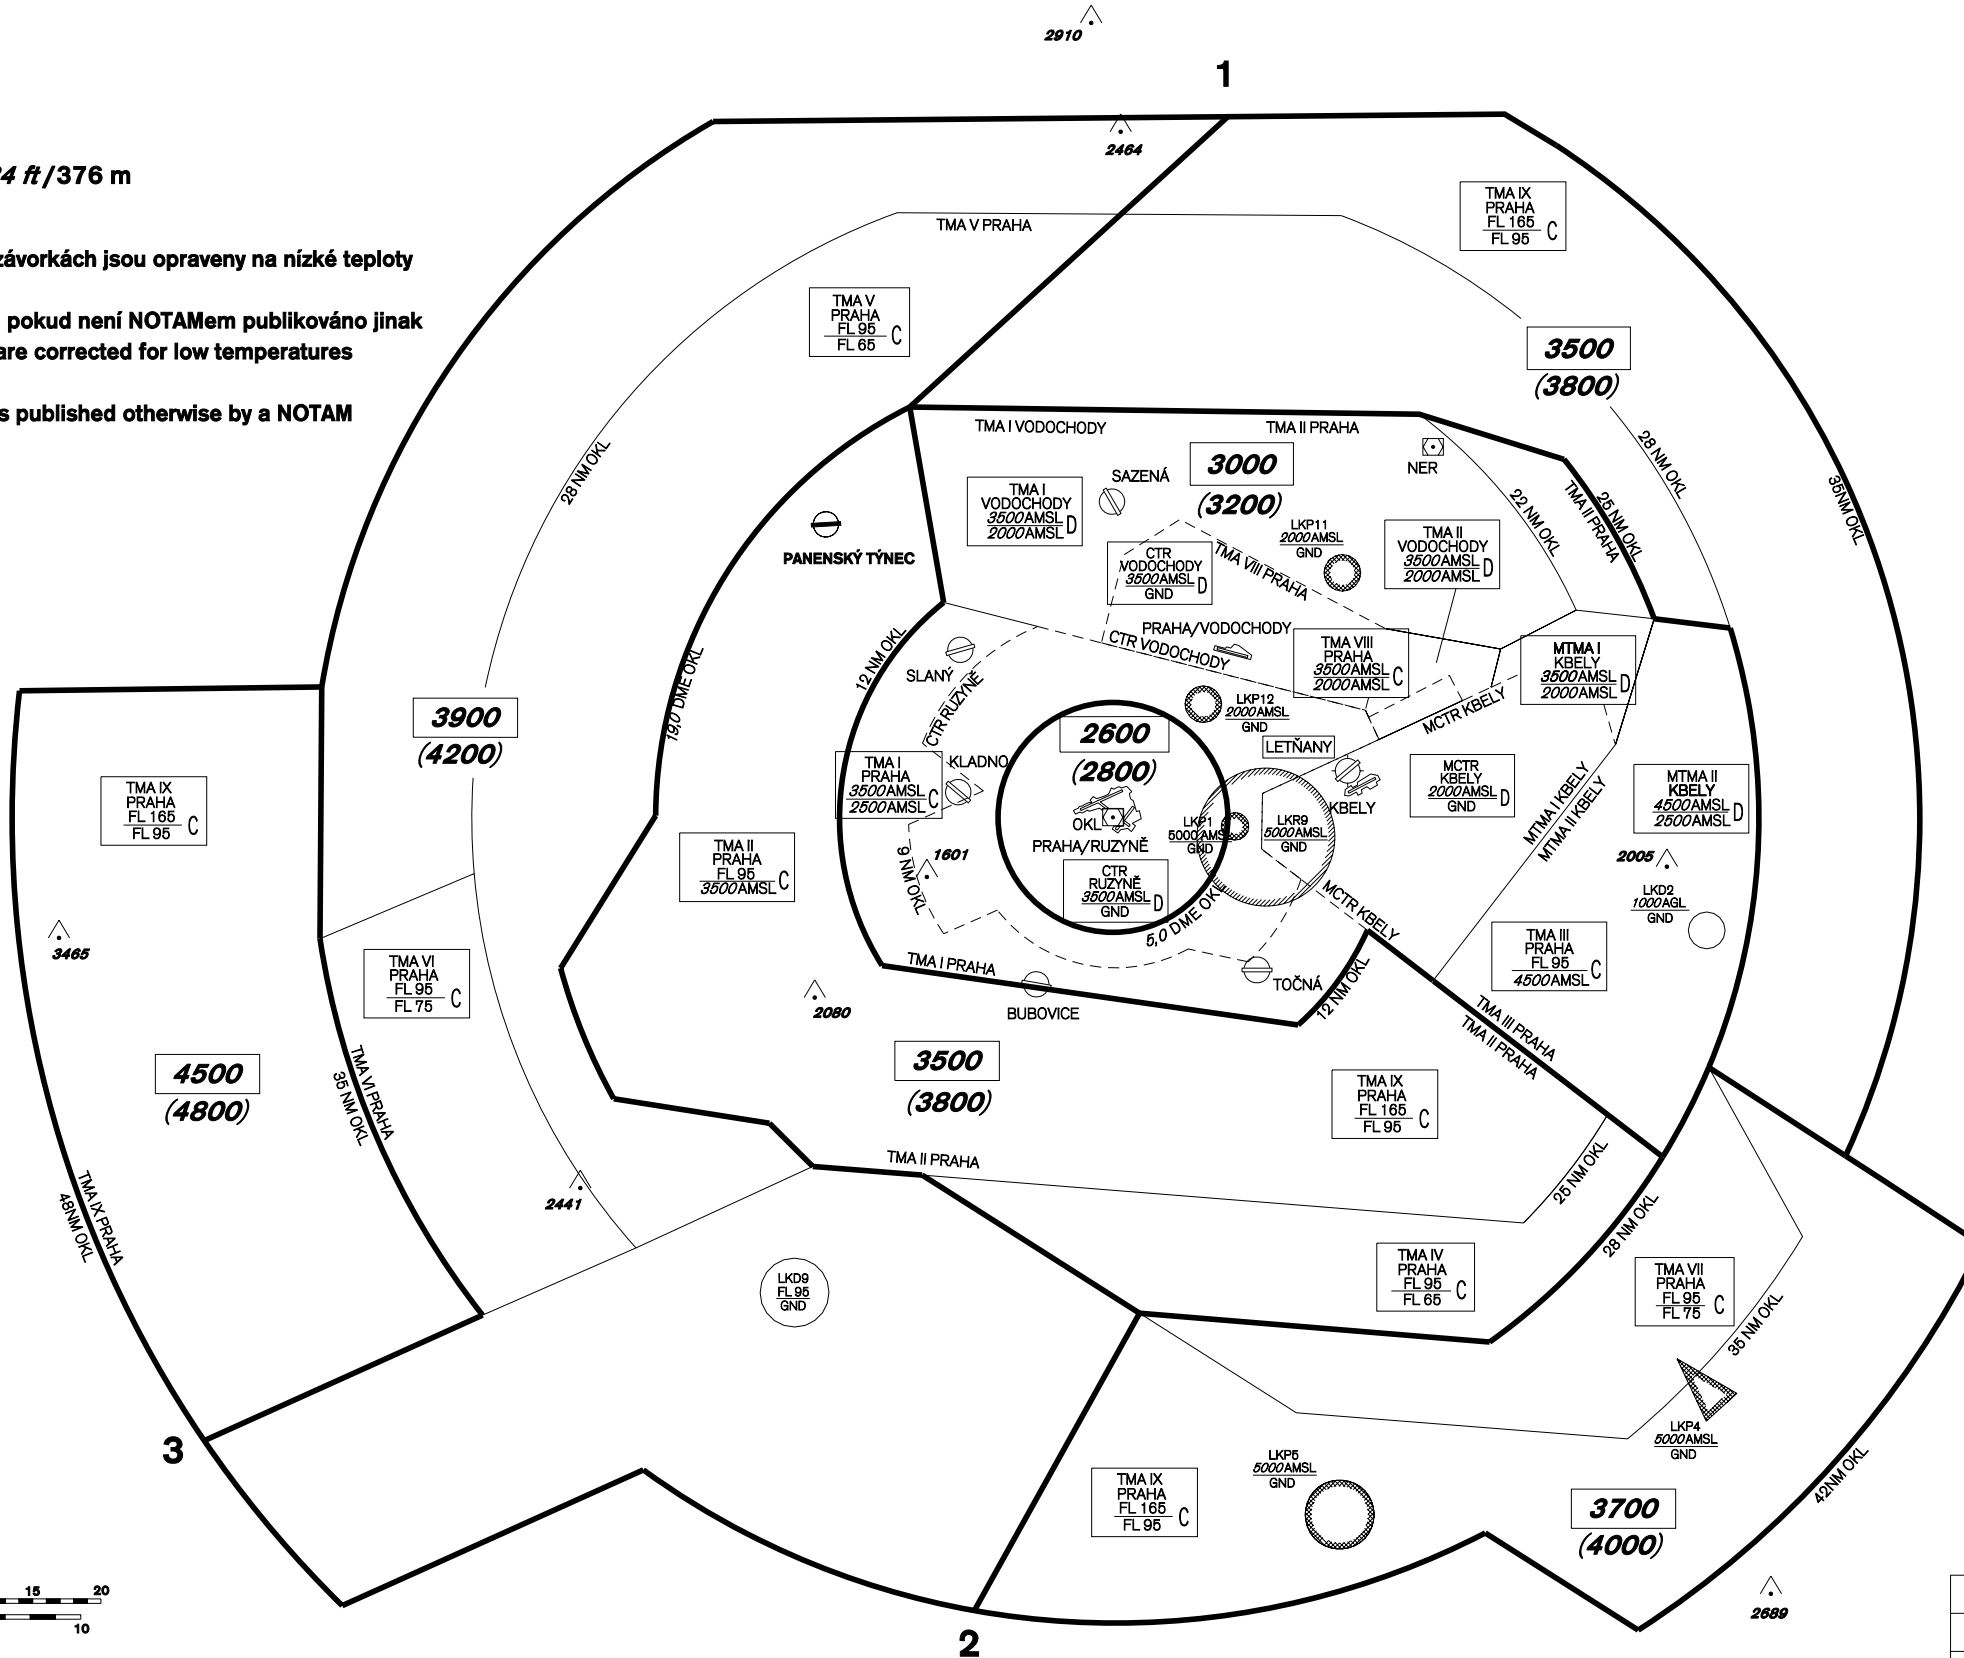 2910
1
2464
4 ft/376 m
závorkách jsou opraveny na nízké teploty
pokud není NOTAMem publikováno jinak
are corrected for low temperatures
s published otherwise by a NOTAM
TMA IX
PRAHA
FL 165
FL 95 C
TMA V PRAHA
TMA V
PRAHA
FL 95
FL 65 C
3500
(3800)
28 NM OKL
28 NM OKL
35NM OKL
TMA I VODOCHODY
TMA II PRAHA
3000
(3200)
NER
SAZENÁ
TMA I
VODOCHODY
3500AMSL
2000AMSL D
22 NM OKL
25 NM OKL
TMA II PRAHA
PANENSKÝ TÝNEC
LKP11
2000AMSL
GND
TMA II
VODOCHODY
3500AMSL
2000AMSL D
CTR
VODOCHODY
3500AMSL
GND D
TMA VIII PRAHA
PRAHA/VODOCHODY
CTR VODOCHODY
TMA VIII
PRAHA
3500AMSL
2000AMSL C
MTMA I
KBELY
3500AMSL
2000AMSL D
19,0 DME OKL
12 NM OKL
SLANÝ
CTR RUZYNĚ
LKP12
2000AMSL
GND
MCTR KBELY
3900
(4200)
2600
(2800)
LETŇANY
KLADNO
TMA I
PRAHA
3500AMSL
2500AMSL C
KBELY
MCTR
KBELY
2000AMSL
GND D
MTMA I KBELY
MTMA II KBELY
MTMA II
KBELY
4500AMSL
2500AMSL D
TMA IX
PRAHA
FL 165
FL 95 C
OKL
PRAHA/RUZYNĚ
LKP1
5000AMSL
GND
LKR9
5000AMSL
GND
TMA II
PRAHA
FL 95
3500AMSL C
1601
9 NM OKL
CTR
RUZYNĚ
3500AMSL
GND D
5,0 DME OKL
MCTR KBELY
2005
LKD2
1000AGL
GND
3465
TMA VI
PRAHA
FL 95
FL 75 C
TMA III
PRAHA
FL 95
4500AMSL C
TMA I PRAHA
TOČNÁ
12 NM OKL
BUBOVICE
2080
TMA III PRAHA
TMA II PRAHA
4500
(4800)
TMA VI PRAHA
35 NM OKL
3500
(3800)
TMA IX
PRAHA
FL 165
FL 95 C
TMA II PRAHA
25 NM OKL
2441
TMA IX PRAHA
48NM OKL
28 NM OKL
LKD9
FL 95
GND
TMA IV
PRAHA
FL 95
FL 65 C
TMA VII
PRAHA
FL 95
FL 75 C
35 NM OKL
LKP4
5000AMSL
GND
3
LKP5
5000AMSL
GND
42NM OKL
TMA IX
PRAHA
FL 165
FL 95 C
3700
(4000)
15 20
10
2689
2